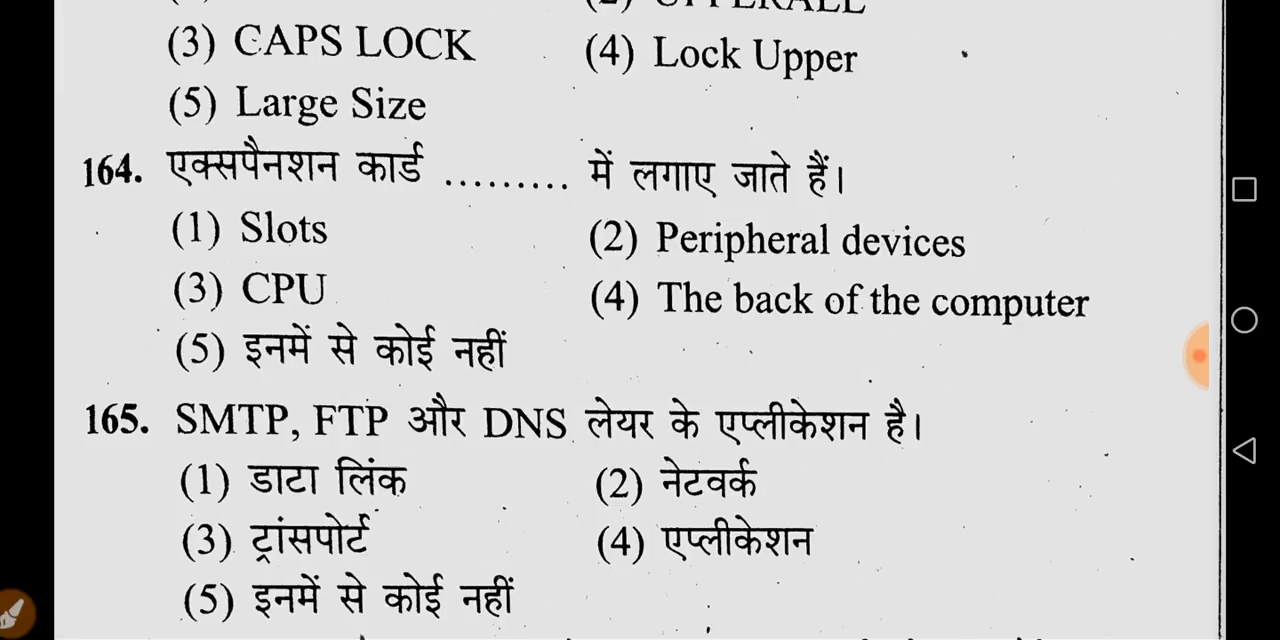 (2) UPPERALL
(3) CAPS LOCK (4) Lock Upper
(5) Large Size
164. एक्सपैनशन कार्ड ......... में लगाए जाते हैं।
(1) Slots (2) Peripheral devices
(3) CPU (4) The back of the computer
(5) इनमें से कोई नहीं
165. SMTP, FTP और DNS लेयर के एप्लीकेशन है।
(1) डाटा लिंक (2) नेटवर्क
(3) ट्रांसपोर्ट (4) एप्लीकेशन
(5) इनमें से कोई नहीं